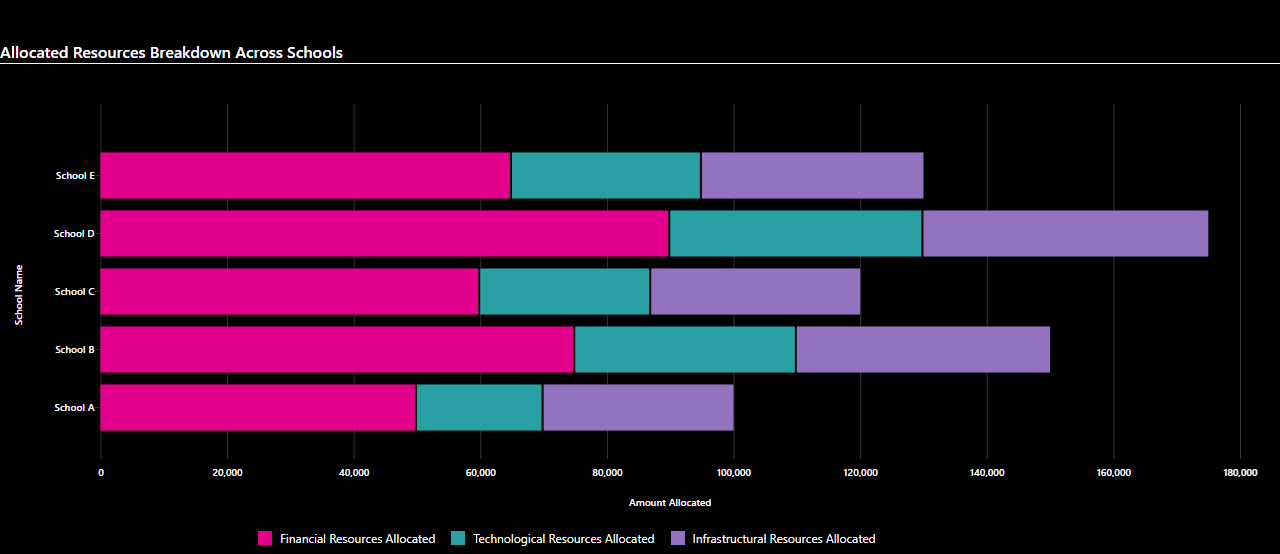 Allocated Resources Breakdown Across Schools
School E
School D
School C
School B
School A
School Name
0 20,000 40,000 60,000 80,000 100,000 120,000 140,000 160,000 180,000
Amount Allocated
Financial Resources Allocated Technological Resources Allocated Infrastructural Resources Allocated